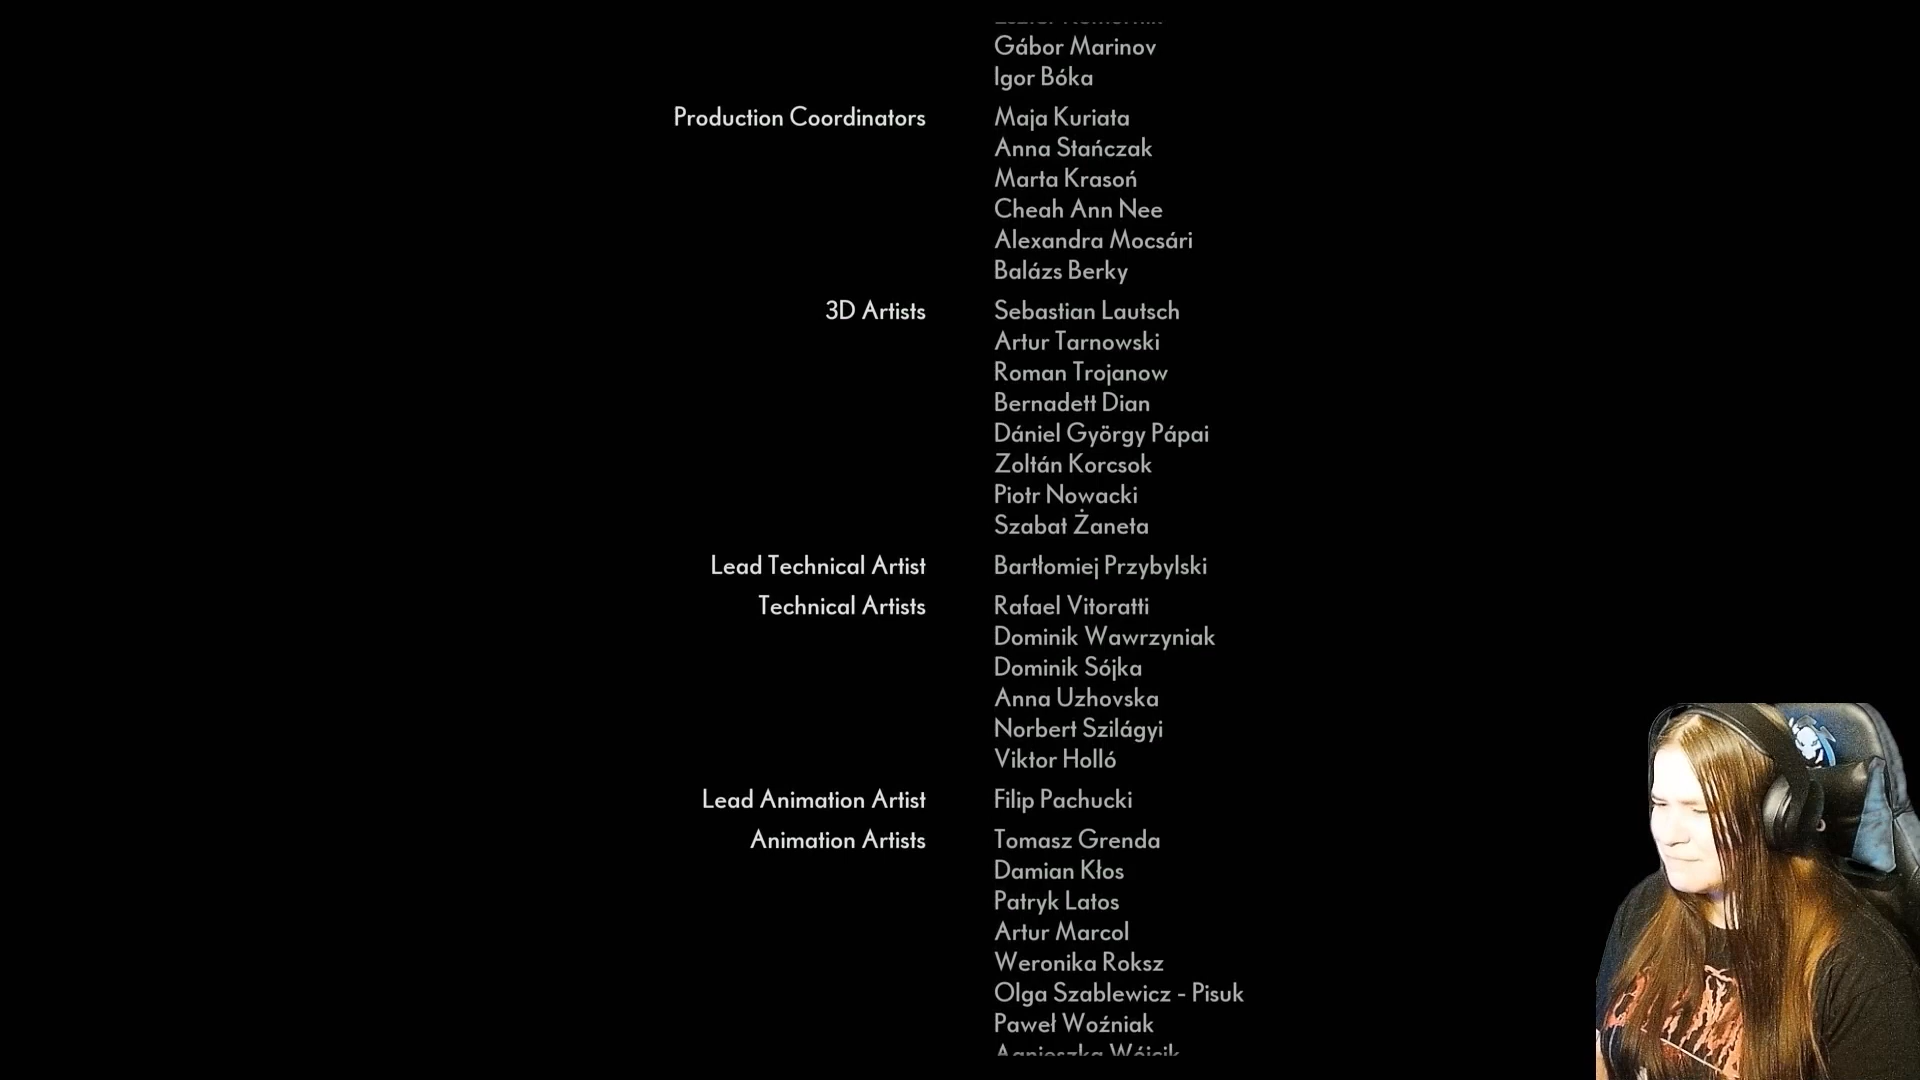 Gábor Marinov
Igor Bóka
Production Coordinators Maja Kuriata
Anna Stańczak
Marta Krasoń
Cheah Ann Nee
Alexandra Mocsári
Balázs Berky
3D Artists Sebastian Lautsch
Artur Tarnowski
Roman Trojanow
Bernadett Dian
Dániel György Pápai
Zoltán Korcsok
Piotr Nowacki
Szabat Żaneta
Lead Technical Artist Bartłomiej Przybylski
Technical Artists Rafael Vitoratti
Dominik Wawrzyniak
Dominik Sójka
Anna Uzhovska
Norbert Szilágyi
Viktor Holló
Lead Animation Artist Filip Pachucki
Animation Artists Tomasz Grenda
Damian Kłos
Patryk Latos
Artur Marcol
Weronika Roksz
Olga Szablewicz - Pisuk
Paweł Woźniak
Agnieszka Wójcik